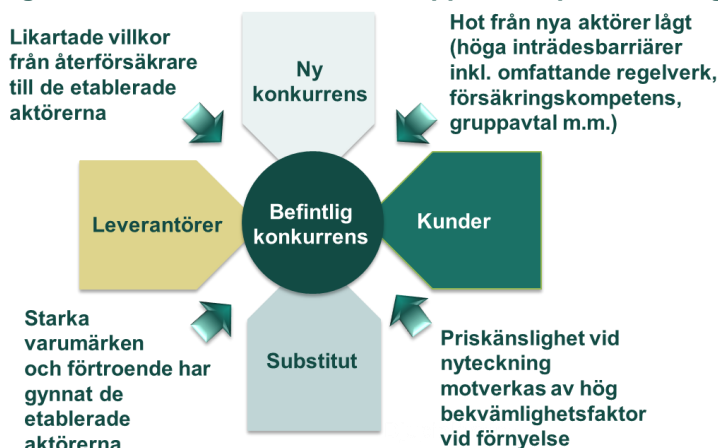 Likartade villkor
från återförsäkrare
till de etablerade
aktörerna
Ny
konkurrens
Hot från nya aktörer lågt
(höga inträdesbarriärer
inkl. omfattande regelverk,
försäkringskompetens,
gruppavtal m.m.)
Leverantörer
Befintlig
konkurrens
Kunder
Starka
varumärken
och förtroende har
gynnat de
etablerade
aktörerna
Substitut
Priskänslighet vid
nyteckning
motverkas av hög
bekvämlighetsfaktor
vid förnyelse